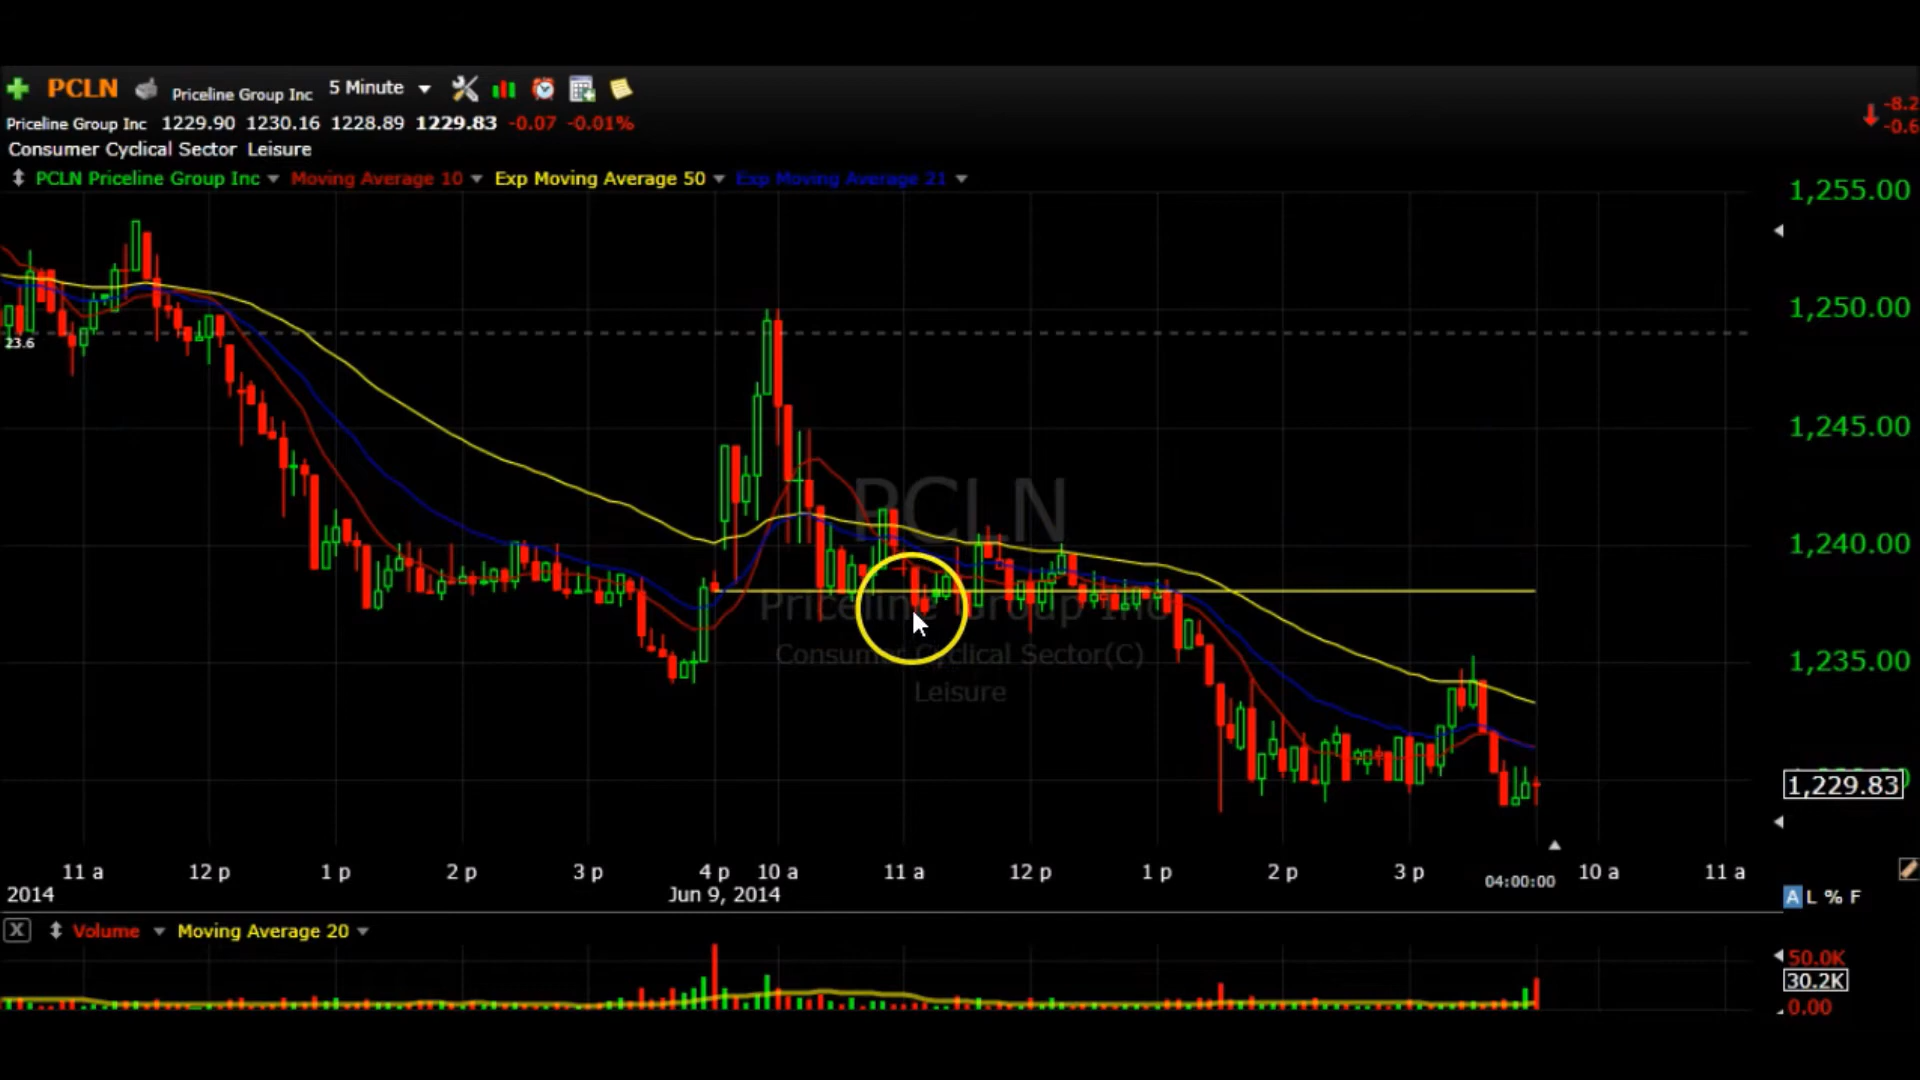 PCLN Priceline Group Inc 5 Minute
Priceline Group Inc 1229.90 1230.16 1228.89 1229.83 -0.07 -0.01%
-8.2
-0.6
Consumer Cyclical Sector Leisure
PCLN Priceline Group Inc Moving Average 10 Exp Moving Average 50 Exp Moving Average 21
1,255.00
1,250.00
23.6
1,245.00
PCLN
1,240.00
Priceline Group Inc
Consumer Cyclical Sector(C)
1,235.00
Leisure
1,229.83
11 a 12 p 1 p 2 p 3 p 4 p 10 a 11 a 12 p 1 p 2 p 3 p 04:00:00 10 a 11 a
2014 Jun 9, 2014
A L % F
X Volume Moving Average 20
50.0K
30.2K
0.00